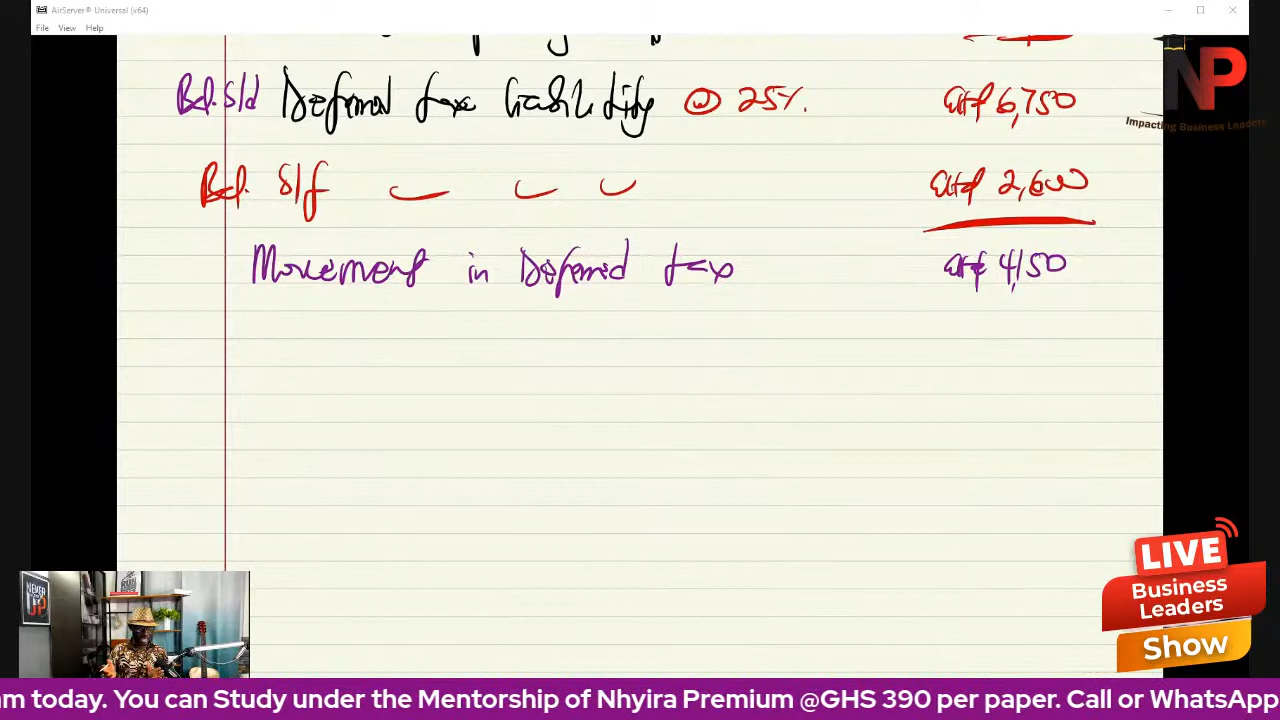 AirServer® Universal (x64)
File View Help
NP
Impacting Business Leaders
Bal. b/d Deferred tax liability @ 25% GH¢ 6,750
Bal. b/f GH¢ 2,600
Movement in Deferred tax GH¢ 4,150
LIVE
Business
Leaders
Show
am today. You can Study under the Mentorship of Nhyira Premium @GHS 390 per paper. Call or WhatsApp